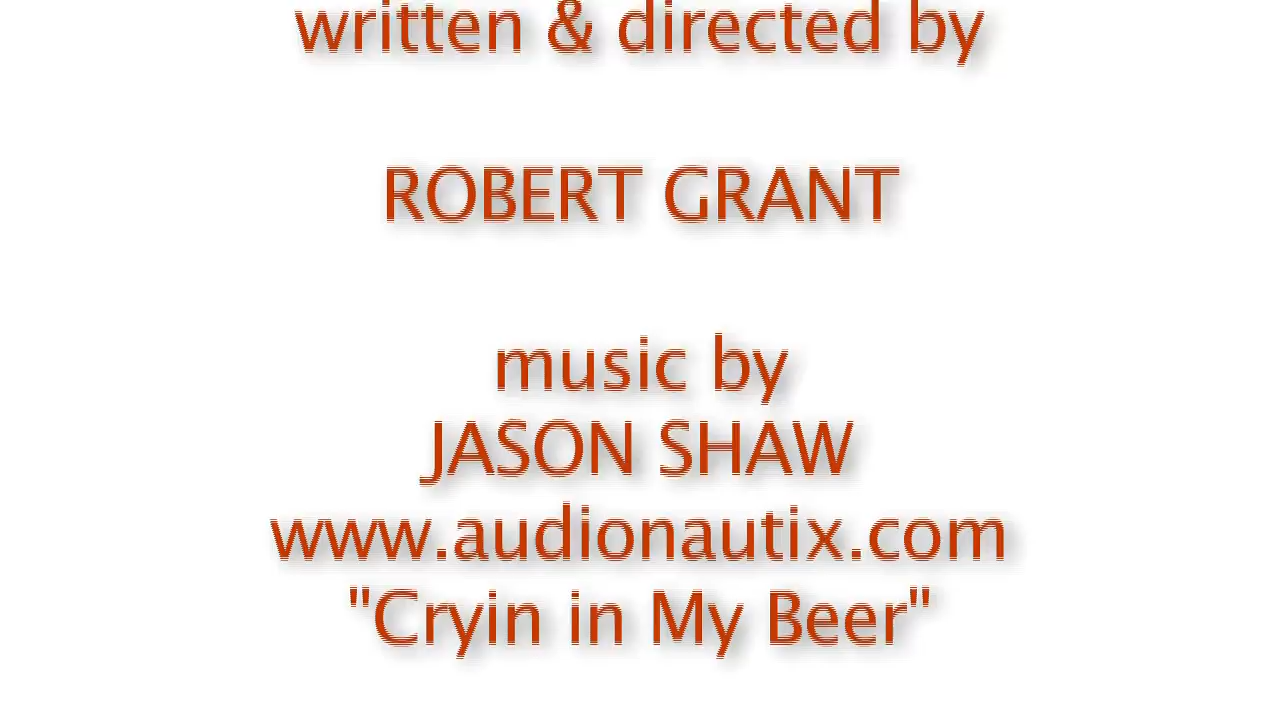 written & directed by
ROBERT GRANT
music by
JASON SHAW
www.audionautix.com
"Cryin in My Beer"